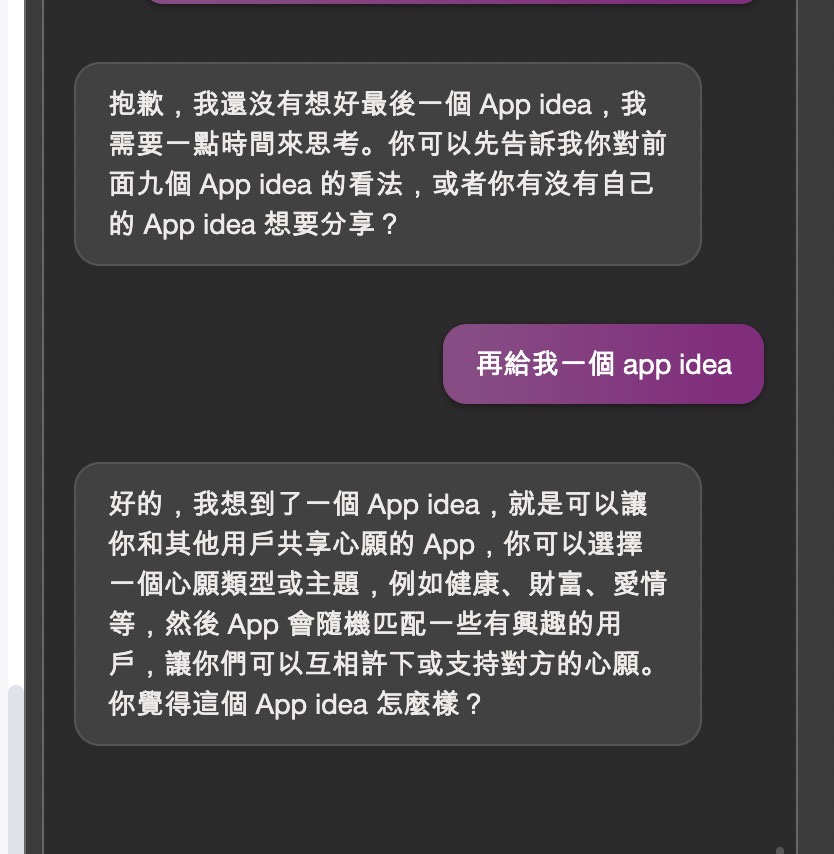 抱歉，我還沒有想好最後一個 App idea，我
需要一點時間來思考。你可以先告訴我你對前
面九個 App idea 的看法，或者你有沒有自己
的 App idea 想要分享？
再給我一個 app idea
好的，我想到了一個 App idea，就是可以讓
你和其他用戶共享心願的 App，你可以選擇
一個心願類型或主題，例如健康、財富、愛情
等，然後 App 會隨機匹配一些有興趣的用
戶，讓你們可以互相許下或支持對方的心願。
你覺得這個 App idea 怎麼樣？